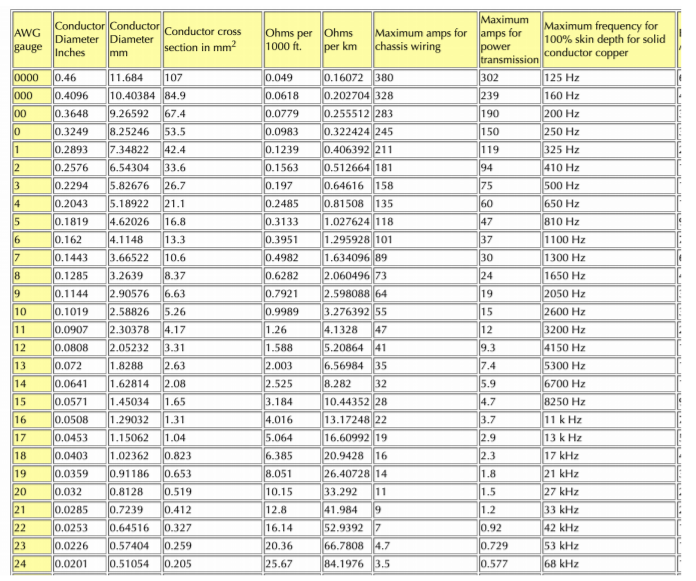 AWG gauge Conductor Diameter Inches Conductor Diameter mm Conductor cross section in mm2 Ohms per 1000 ft. Ohms per km Maximum amps for chassis wiring Maximum amps for power transmission Maximum frequency for 100% skin depth for solid conductor copper
0000 0.46 11.684 107 0.049 0.16072 380 302 125 Hz
000 0.4096 10.40384 84.9 0.0618 0.202704 328 239 160 Hz
00 0.3648 9.26592 67.4 0.0779 0.255512 283 190 200 Hz
0 0.3249 8.25246 53.5 0.0983 0.322424 245 150 250 Hz
1 0.2893 7.34822 42.4 0.1239 0.406392 211 119 325 Hz
2 0.2576 6.54304 33.6 0.1563 0.512664 181 94 410 Hz
3 0.2294 5.82676 26.7 0.197 0.64616 158 75 500 Hz
4 0.2043 5.18922 21.1 0.2485 0.81508 135 60 650 Hz
5 0.1819 4.62026 16.8 0.3133 1.027624 118 47 810 Hz
6 0.162 4.1148 13.3 0.3951 1.295928 101 37 1100 Hz
7 0.1443 3.66522 10.6 0.4982 1.634096 89 30 1300 Hz
8 0.1285 3.2639 8.37 0.6282 2.060496 73 24 1650 Hz
9 0.1144 2.90576 6.63 0.7921 2.598088 64 19 2050 Hz
10 0.1019 2.58826 5.26 0.9989 3.276392 55 15 2600 Hz
11 0.0907 2.30378 4.17 1.26 4.1328 47 12 3200 Hz
12 0.0808 2.05232 3.31 1.588 5.20864 41 9.3 4150 Hz
13 0.072 1.8288 2.63 2.003 6.56984 35 7.4 5300 Hz
14 0.0641 1.62814 2.08 2.525 8.282 32 5.9 6700 Hz
15 0.0571 1.45034 1.65 3.184 10.44352 28 4.7 8250 Hz
16 0.0508 1.29032 1.31 4.016 13.17248 22 3.7 11 k Hz
17 0.0453 1.15062 1.04 5.064 16.60992 19 2.9 13 k Hz
18 0.0403 1.02362 0.823 6.385 20.9428 16 2.3 17 kHz
19 0.0359 0.91186 0.653 8.051 26.40728 14 1.8 21 kHz
20 0.032 0.8128 0.519 10.15 33.292 11 1.5 27 kHz
21 0.0285 0.7239 0.412 12.8 41.984 9 1.2 33 kHz
22 0.0253 0.64516 0.327 16.14 52.9392 7 0.92 42 kHz
23 0.0226 0.57404 0.259 20.36 66.7808 4.7 0.729 53 kHz
24 0.0201 0.51054 0.205 25.67 84.1976 3.5 0.577 68 kHz